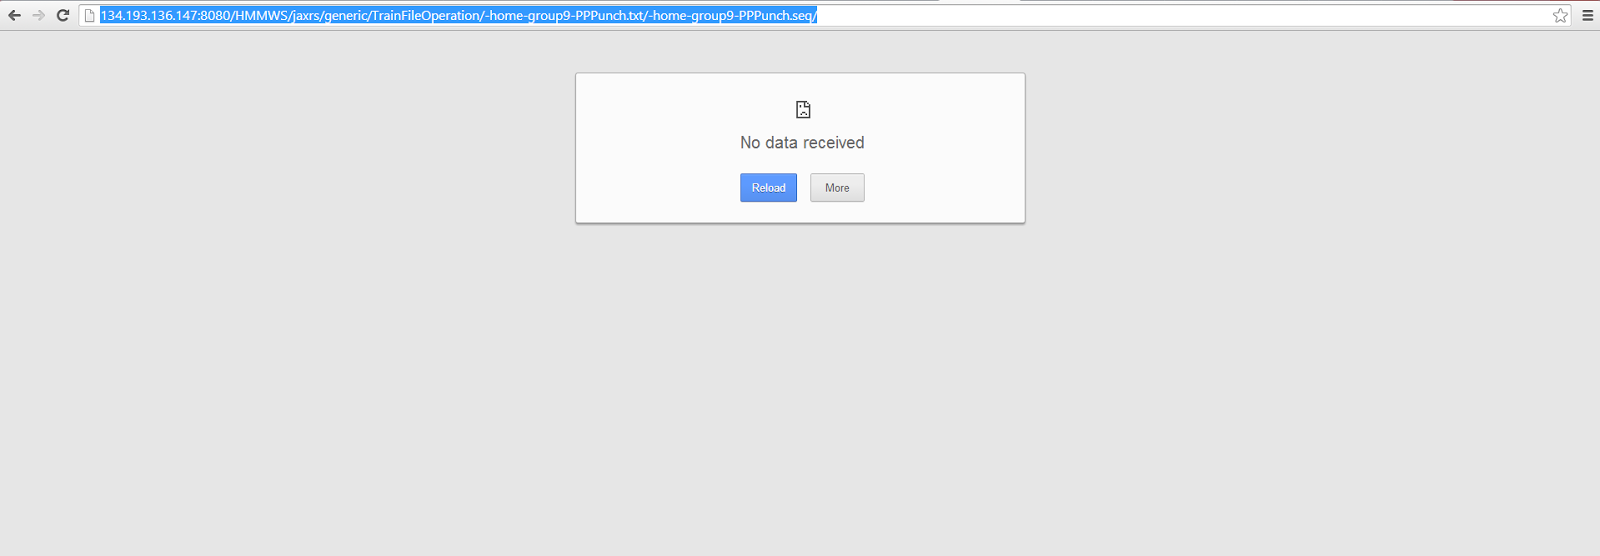 134.193.136.147:8080/HMMWS/jaxrs/generic/TrainFileOperation/-home-group9-PPPunch.txt/-home-group9-PPPunch.seq/
No data received
Reload More